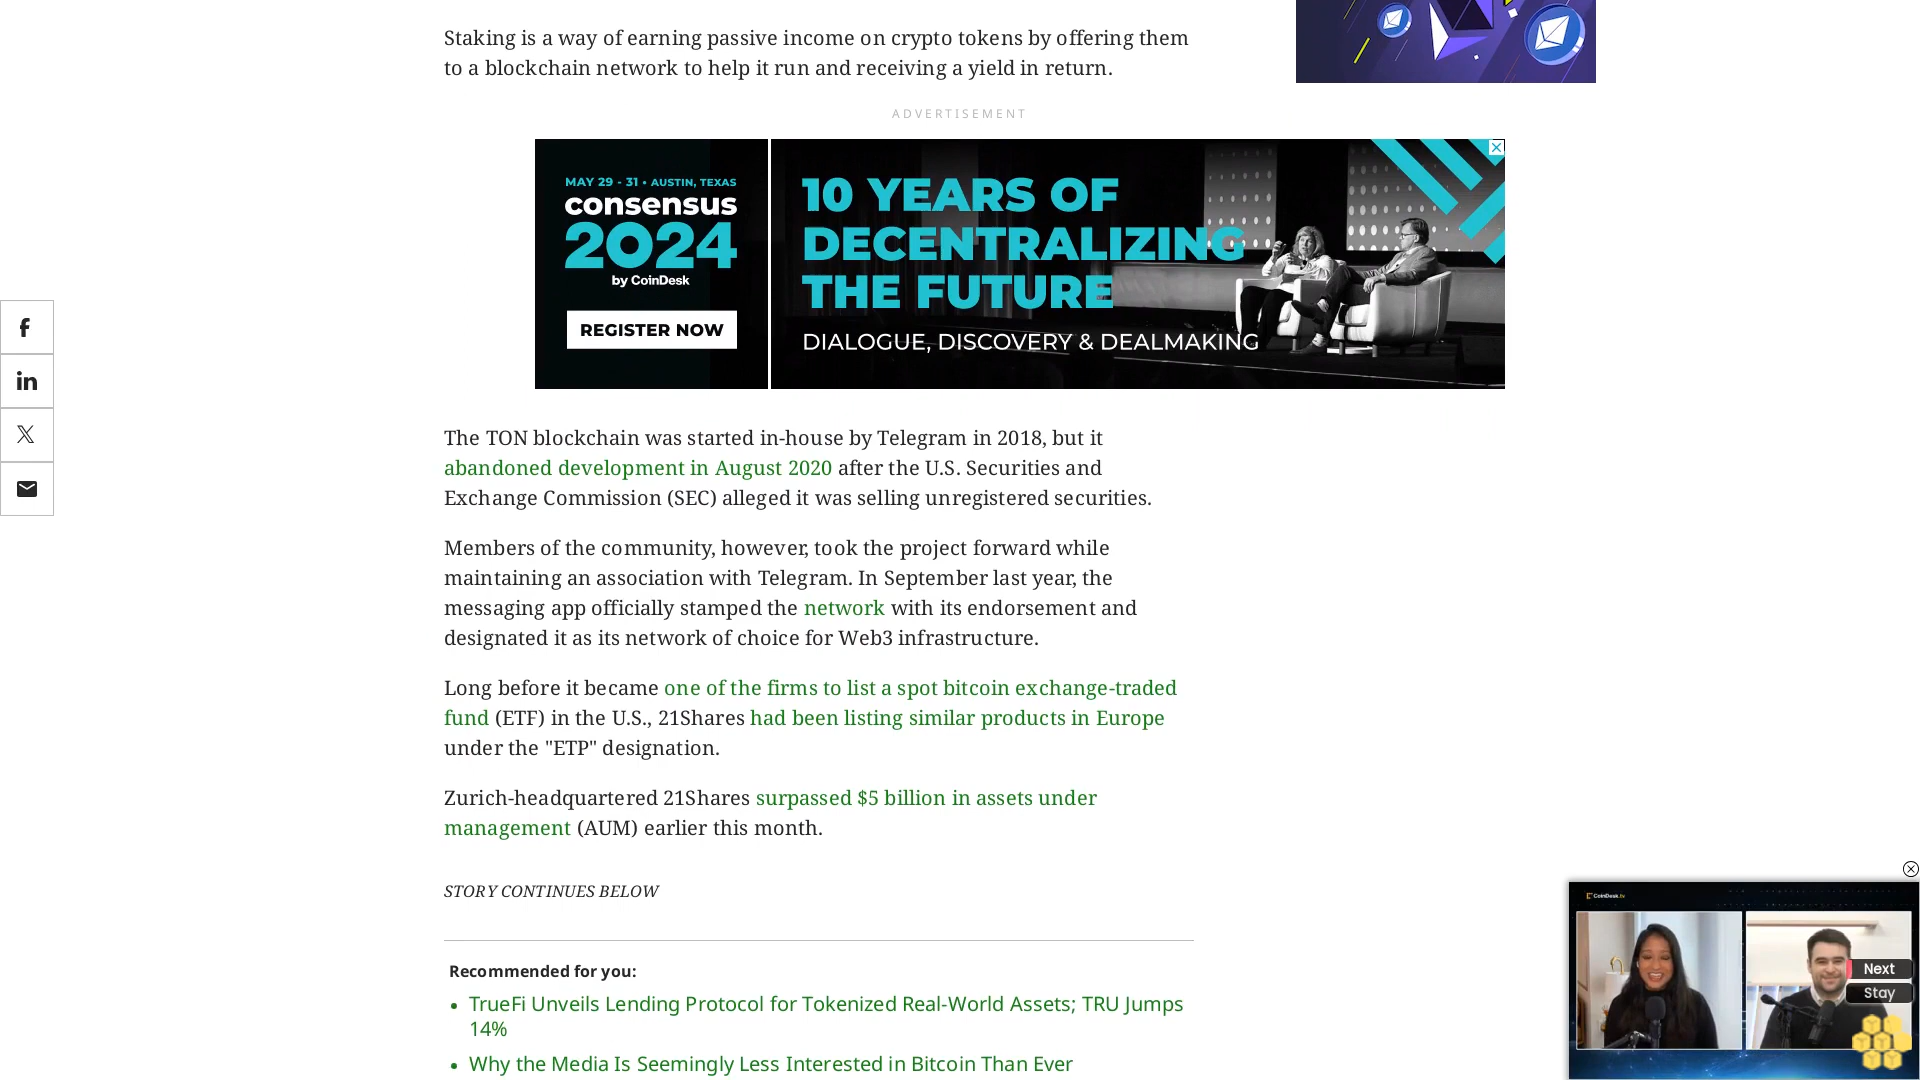 Staking is a way of earning passive income on crypto tokens by offering them
to a blockchain network to help it run and receiving a yield in return.
ADVERTISEMENT
MAY 29 - 31 • AUSTIN, TEXAS
consensus
2024
by CoinDesk
REGISTER NOW
10 YEARS OF
DECENTRALIZING
THE FUTURE
DIALOGUE, DISCOVERY & DEALMAKING
The TON blockchain was started in-house by Telegram in 2018, but it
abandoned development in August 2020 after the U.S. Securities and
Exchange Commission (SEC) alleged it was selling unregistered securities.
Members of the community, however, took the project forward while
maintaining an association with Telegram. In September last year, the
messaging app officially stamped the network with its endorsement and
designated it as its network of choice for Web3 infrastructure.
Long before it became one of the firms to list a spot bitcoin exchange-traded
fund (ETF) in the U.S., 21Shares had been listing similar products in Europe
under the "ETP" designation.
Zurich-headquartered 21Shares surpassed $5 billion in assets under
management (AUM) earlier this month.
STORY CONTINUES BELOW
Recommended for you:
• TrueFi Unveils Lending Protocol for Tokenized Real-World Assets; TRU Jumps
14%
• Why the Media Is Seemingly Less Interested in Bitcoin Than Ever
CoinDesk.tv
Next
Stay